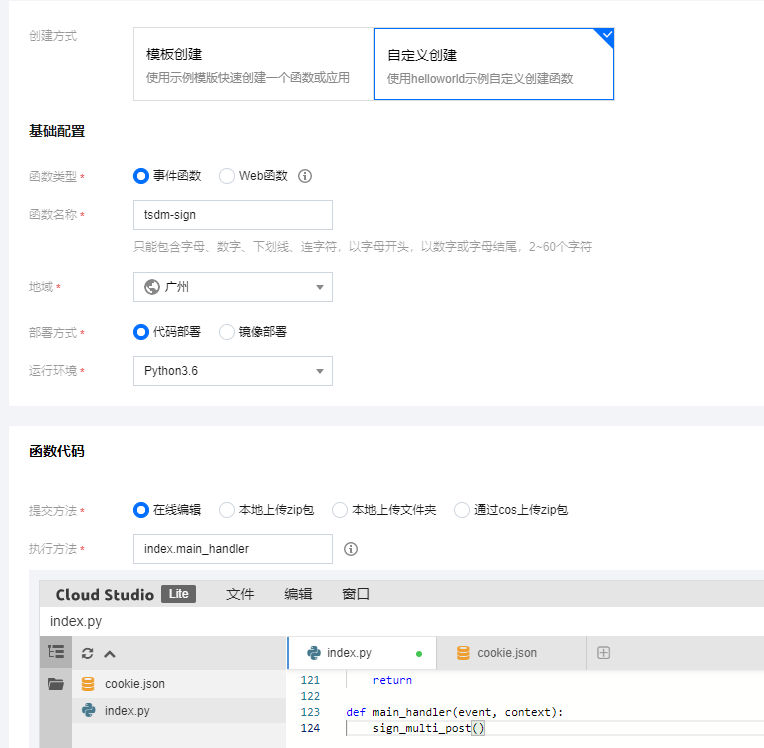 创建方式
模板创建
使用示例模版快速创建一个函数或应用
自定义创建
使用helloworld示例自定义创建函数
基础配置
函数类型 * 事件函数 Web函数
函数名称 * tsdm-sign
只能包含字母、数字、下划线、连字符，以字母开头，以数字或字母结尾，2~60个字符
地域 * 广州
部署方式 * 代码部署 镜像部署
运行环境 * Python3.6
函数代码
提交方法 * 在线编辑 本地上传zip包 本地上传文件夹 通过cos上传zip包
执行方法 * index.main_handler
Cloud Studio Lite 文件 编辑 窗口
index.py
index.py cookie.json
cookie.json
index.py
121 return
122
123 def main_handler(event, context):
124 sign_multi_post()